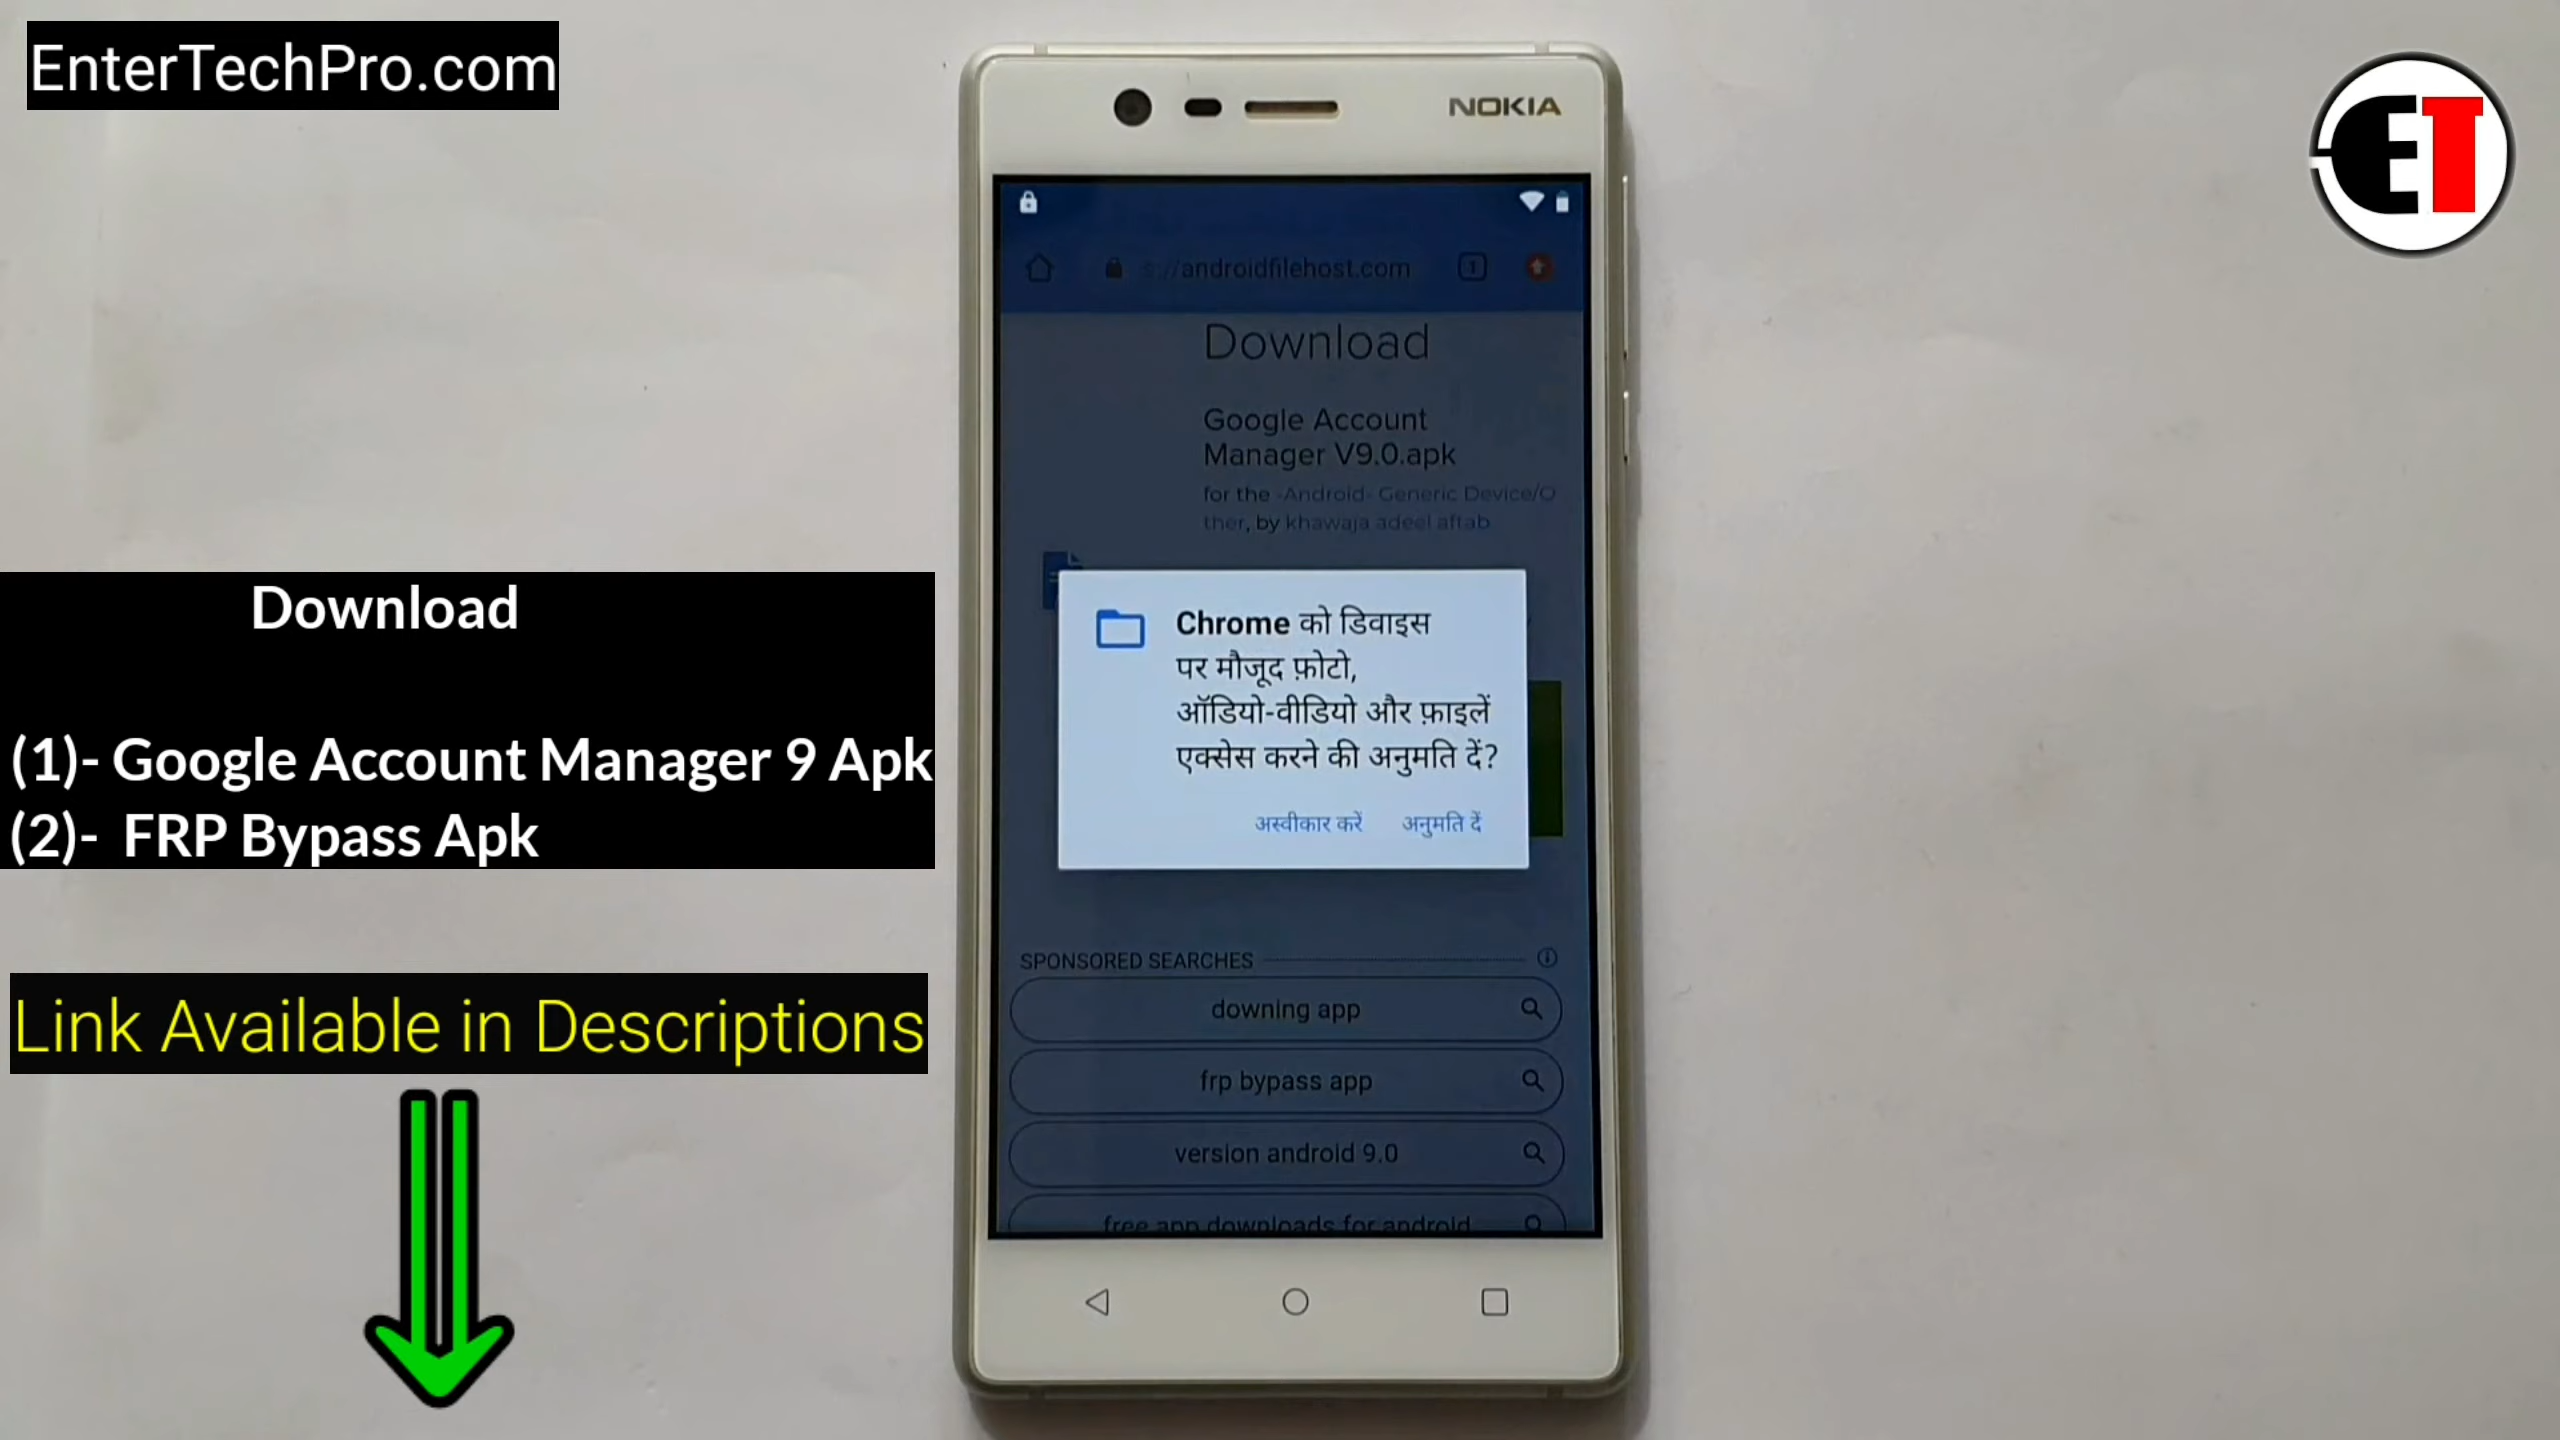 EnterTechPro.com
ET
NOKIA
s://androidfilehost.com
1
Download
Google Account
Manager V9.0.apk
for the -Android- Generic Device/O
ther, by khawaja adeel aftab
Chrome को डिवाइस
पर मौजूद फ़ोटो,
ऑडियो-वीडियो और फ़ाइलें
एक्सेस करने की अनुमति दें?
अस्वीकार करें अनुमति दें
SPONSORED SEARCHES
downing app
frp bypass app
version android 9.0
free app downloads for android
Download
(1)- Google Account Manager 9 Apk
(2)- FRP Bypass Apk
Link Available in Descriptions